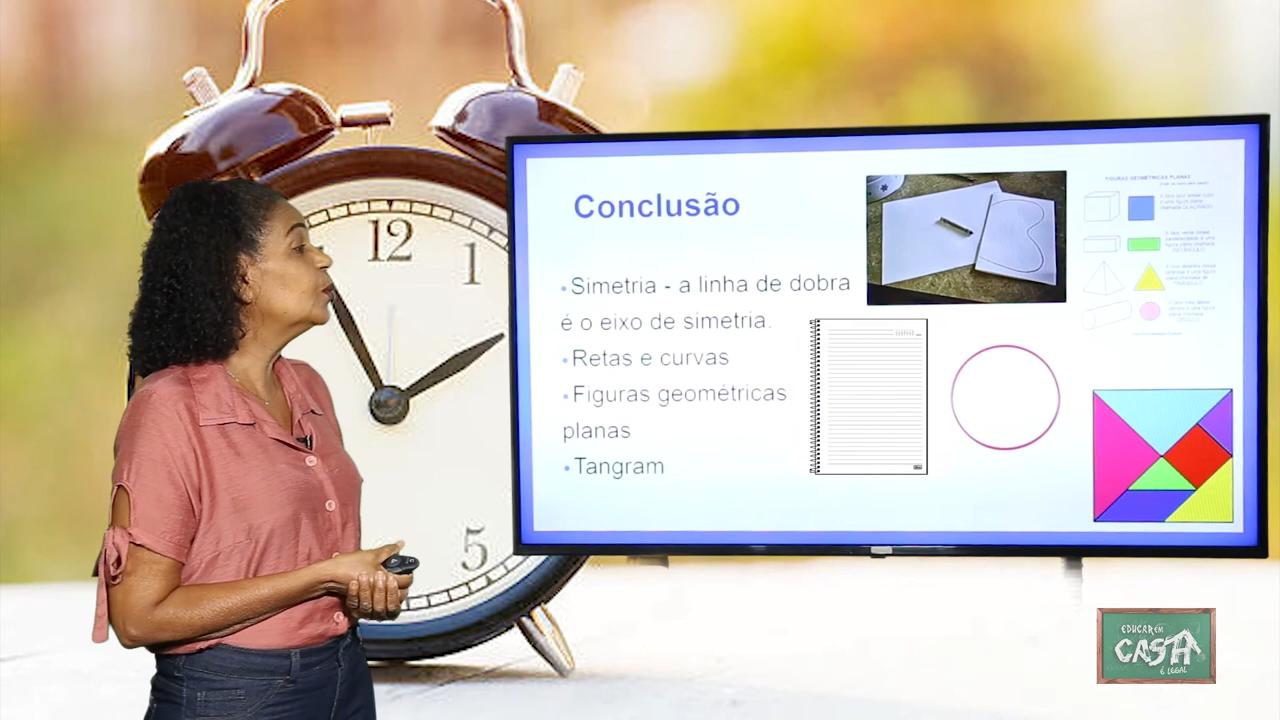 12
1
5
Conclusão
•Simetria - a linha de dobra
é o eixo de simetria.
•Retas e curvas
•Figuras geométricas
planas
•Tangram
FIGURAS GEOMÉTRICAS PLANAS
EDUCAR EM
CASA
É LEGAL